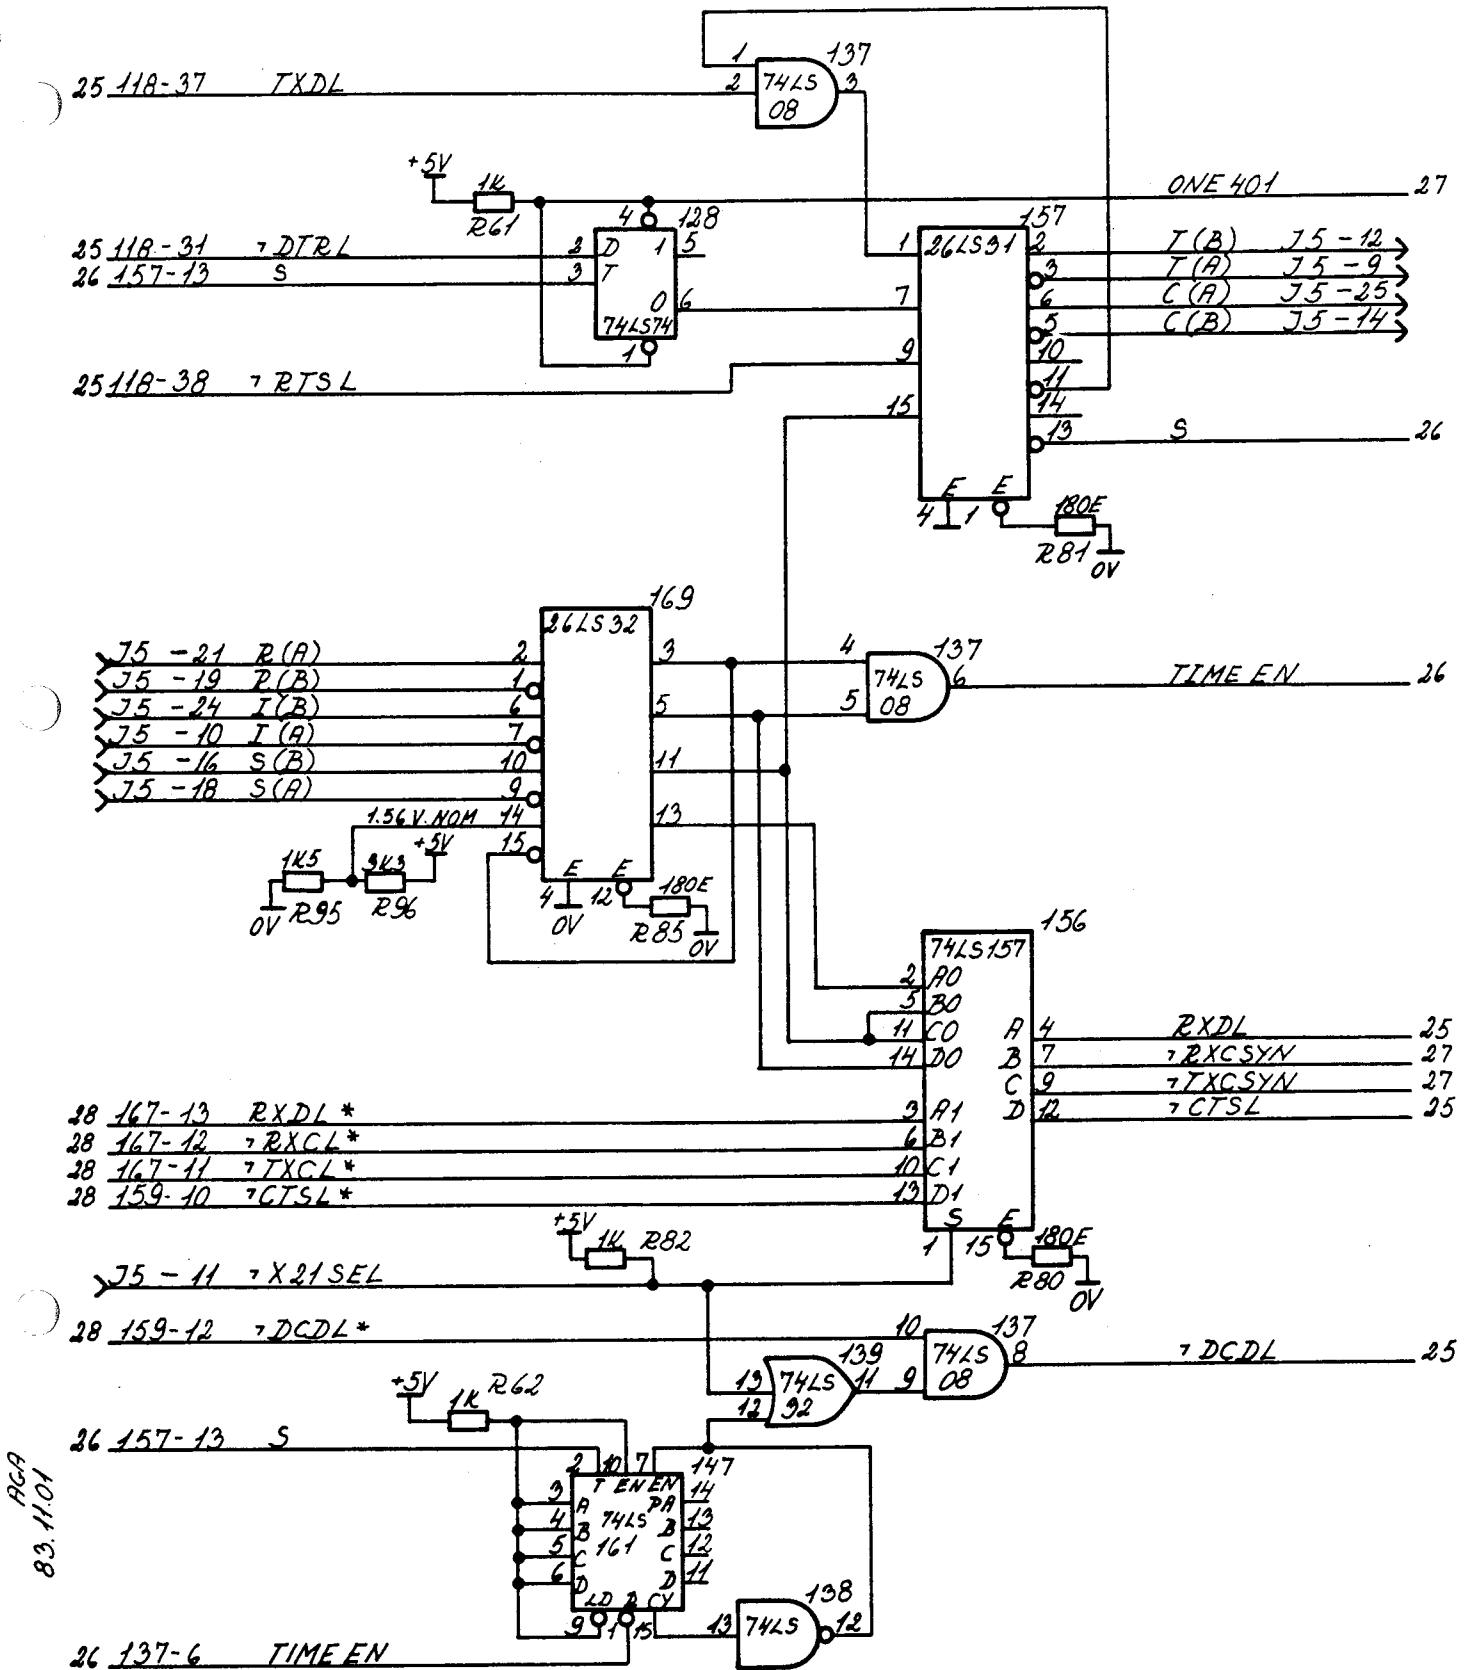 1 137
25 118-37 TXDL 2 74LS 3
08
+5V
1K ONE 401 27
R61 4 128 157
25 118-31 ¬DTRL 2 D 1 5 1 26LS31 2 T(B) J5-12
26 157-13 S 3 T 3 T(A) J5-9
O 6 7 6 C(A) J5-25
74LS74 5 C(B) J5-14
1 9 10
25 118-38 ¬RTSL 11
15 14
13 S 26
E E 180E
4 1
R81 0V
169
26LS32
J5-21 R(A) 2 3 4 137
J5-19 R(B) 1 74LS 6 TIME EN 26
J5-24 I(B) 6 5 5 08
J5-10 I(A) 7
J5-16 S(B) 10 11
J5-18 S(A) 9
1.56V.NOM 14 13
+5V 15
1K5 3K3 E E 180E
0V R95 R96 4 0V 12 R85 0V
156
74LS157
2 A0
5 B0
11 C0 A 4 RXDL 25
14 D0 B 7 ¬RXCSYN 27
C 9 ¬TXCSYN 27
28 167-13 RXDL* 3 A1 D 12 ¬CTSL 25
28 167-12 ¬RXCL* 6 B1
28 167-11 ¬TXCL* 10 C1
28 159-10 ¬CTSL* 13 D1
+5V 1K R82 S E
1 15 180E
J5-11 ¬X21SEL R80 0V
28 159-12 ¬DCDL* 10 137
139 74LS 8 ¬DCDL 25
+5V 1K R62 13 74LS 11 9 08
12 32
26 157-13 S
2 10 7 147
T EN EN
3 A PA 14
4 B 74LS B 13
5 C 161 C 12
6 D D 11
LD R CY 138
9 1 15 13 74LS 12
26 137-6 TIME EN
AGA
83.11.01